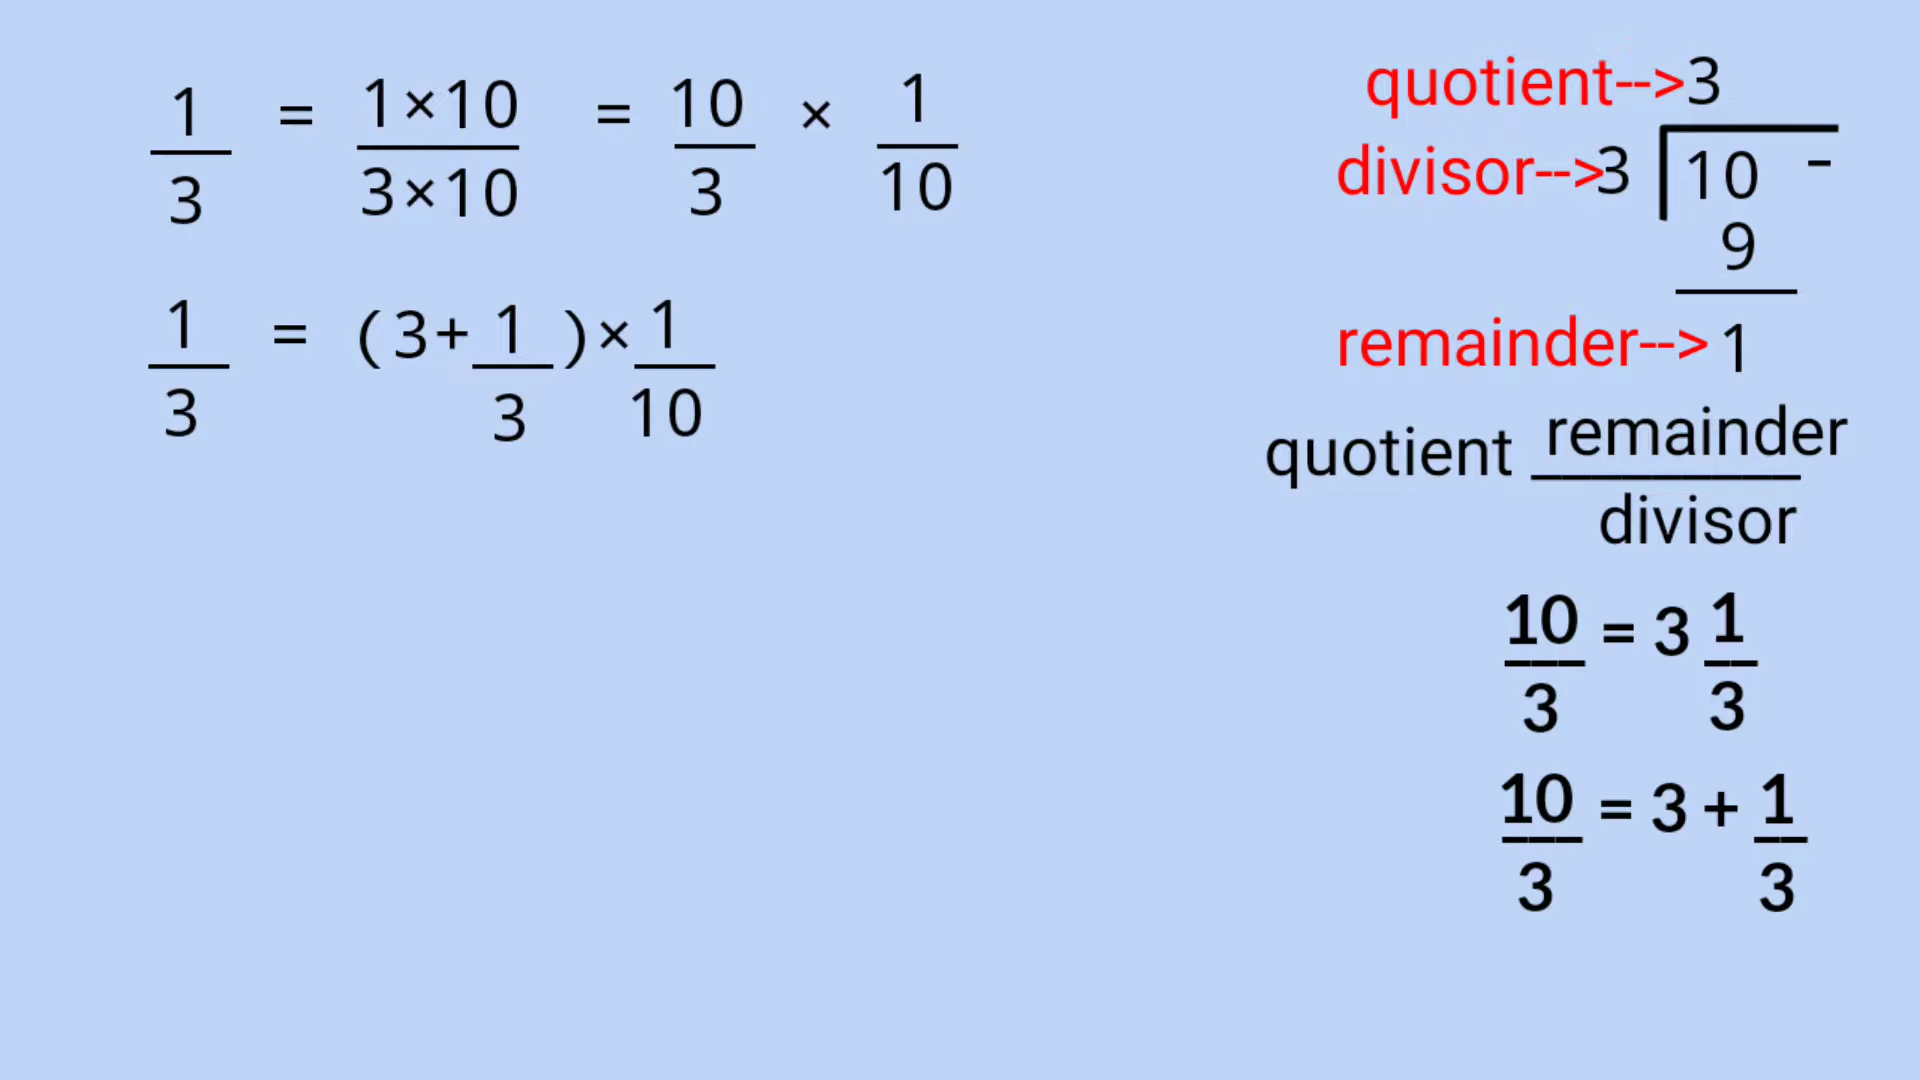 1/3 = 1×10/3×10 = 10/3 × 1/10
1/3 = (3+1/3)×1/10
quotient-->3
divisor-->3 10 -
9
remainder-->1
quotient remainder/divisor
10/3 = 3 1/3
10/3 = 3 + 1/3